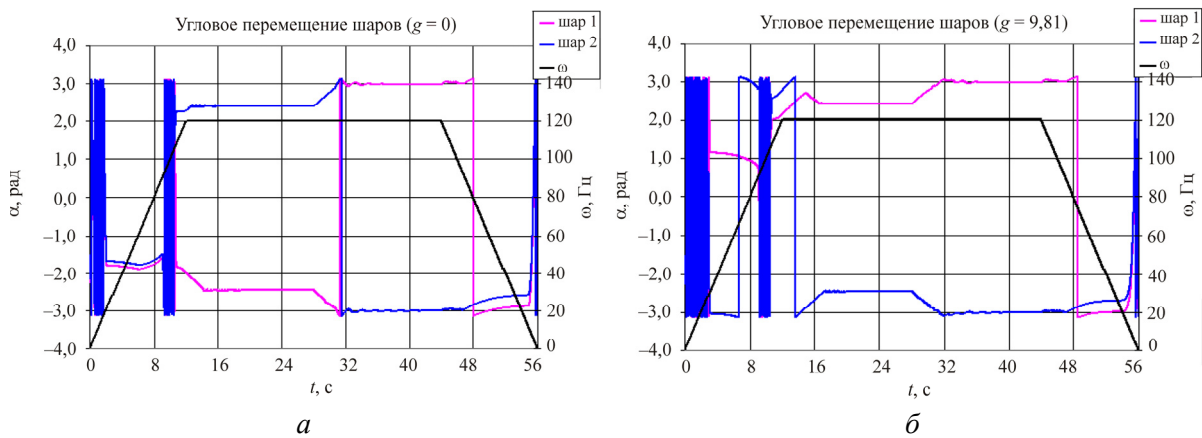 Угловое перемещение шаров (g = 0)
шар 1
шар 2
ω
α, рад
4,0
3,0
2,0
1,0
0,0
–1,0
–2,0
–3,0
–4,0
ω, Гц
140
120
100
80
60
40
20
0
0 8 16 24 32 40 48 56
t, с
а
Угловое перемещение шаров (g = 9,81)
шар 1
шар 2
ω
α, рад
4,0
3,0
2,0
1,0
0,0
–1,0
–2,0
–3,0
–4,0
ω, Гц
140
120
100
80
60
40
20
0
0 8 16 24 32 40 48 56
t, с
б